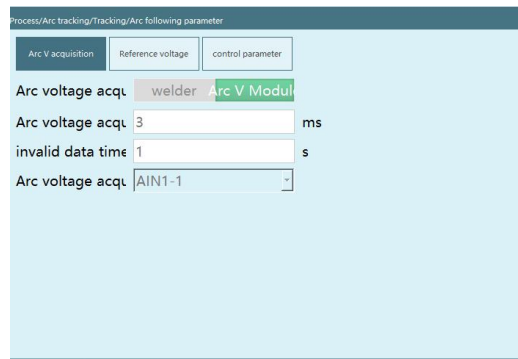 Process/Arc tracking/Tracking/Arc following parameter
Arc V acquisition Reference voltage control parameter
Arc voltage acqu welder Arc V Module
Arc voltage acqu 3 ms
invalid data time 1 s
Arc voltage acqu AIN1-1